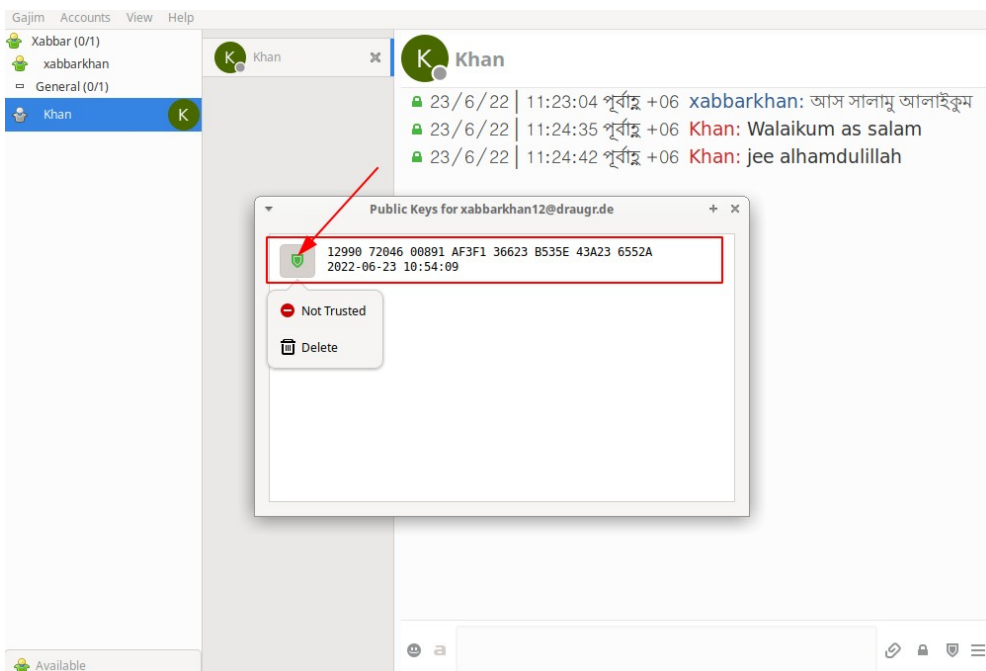 Gajim Accounts View Help
Xabbar (0/1)
xabbarkhan
General (0/1)
Khan K
K Khan
K Khan
23/6/22 | 11:23:04 পূর্বাহ্ণ +06 xabbarkhan: আস সালামু আলাইকুম
23/6/22 | 11:24:35 পূর্বাহ্ণ +06 Khan: Walaikum as salam
23/6/22 | 11:24:42 পূর্বাহ্ণ +06 Khan: jee alhamdulillah
Public Keys for xabbarkhan12@draugr.de
12990 72046 00891 AF3F1 36623 B535E 43A23 6552A
2022-06-23 10:54:09
Not Trusted
Delete
a
Available